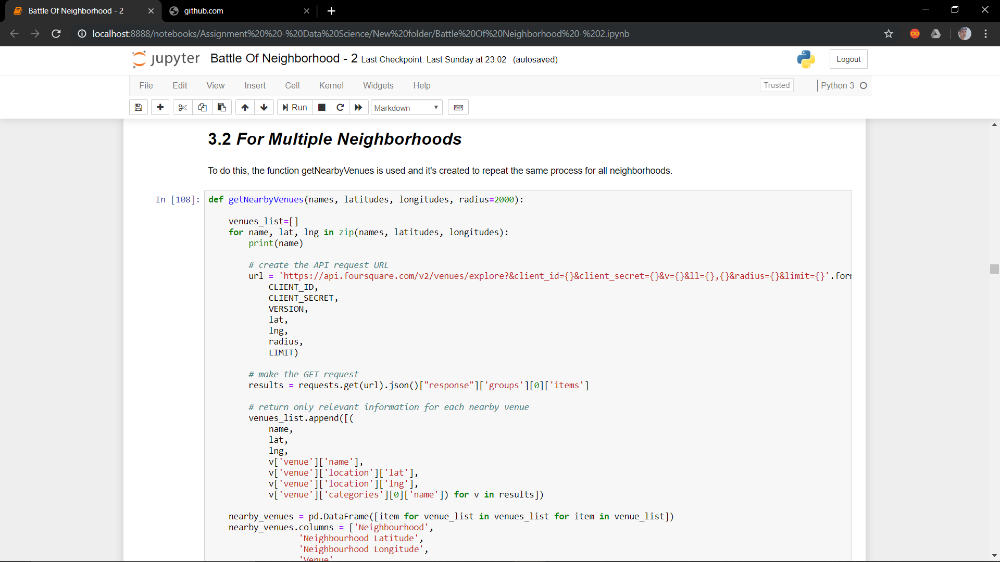 Battle Of Neighborhood - 2
github.com
localhost:8888/notebooks/Assignment%20%20-%20Data%20Science/New%20folder/Battle%20Of%20Neighborhood%20-%202.ipynb
jupyter Battle Of Neighborhood - 2 Last Checkpoint: Last Sunday at 23:02 (autosaved)
Logout
File Edit View Insert Cell Kernel Widgets Help
Trusted
Python 3
Run
Markdown
3.2 For Multiple Neighborhoods
To do this, the function getNearbyVenues is used and it's created to repeat the same process for all neighborhoods.
In [108]:
def getNearbyVenues(names, latitudes, longitudes, radius=2000):
venues_list=[]
for name, lat, lng in zip(names, latitudes, longitudes):
print(name)
# create the API request URL
url = 'https://api.foursquare.com/v2/venues/explore?&client_id={}&client_secret={}&v={}&ll={},{}&radius={}&limit={}'.for
CLIENT_ID,
CLIENT_SECRET,
VERSION,
lat,
lng,
radius,
LIMIT)
# make the GET request
results = requests.get(url).json()["response"]['groups'][0]['items']
# return only relevant information for each nearby venue
venues_list.append([(
name,
lat,
lng,
v['venue']['name'],
v['venue']['location']['lat'],
v['venue']['location']['lng'],
v['venue']['categories'][0]['name']) for v in results])
nearby_venues = pd.DataFrame([item for venue_list in venues_list for item in venue_list])
nearby_venues.columns = ['Neighbourhood',
'Neighbourhood Latitude',
'Neighbourhood Longitude',
'Venue'